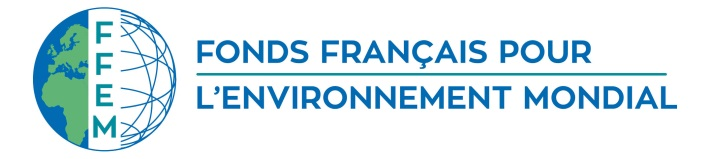 FFEM
FONDS FRANÇAIS POUR
L'ENVIRONNEMENT MONDIAL